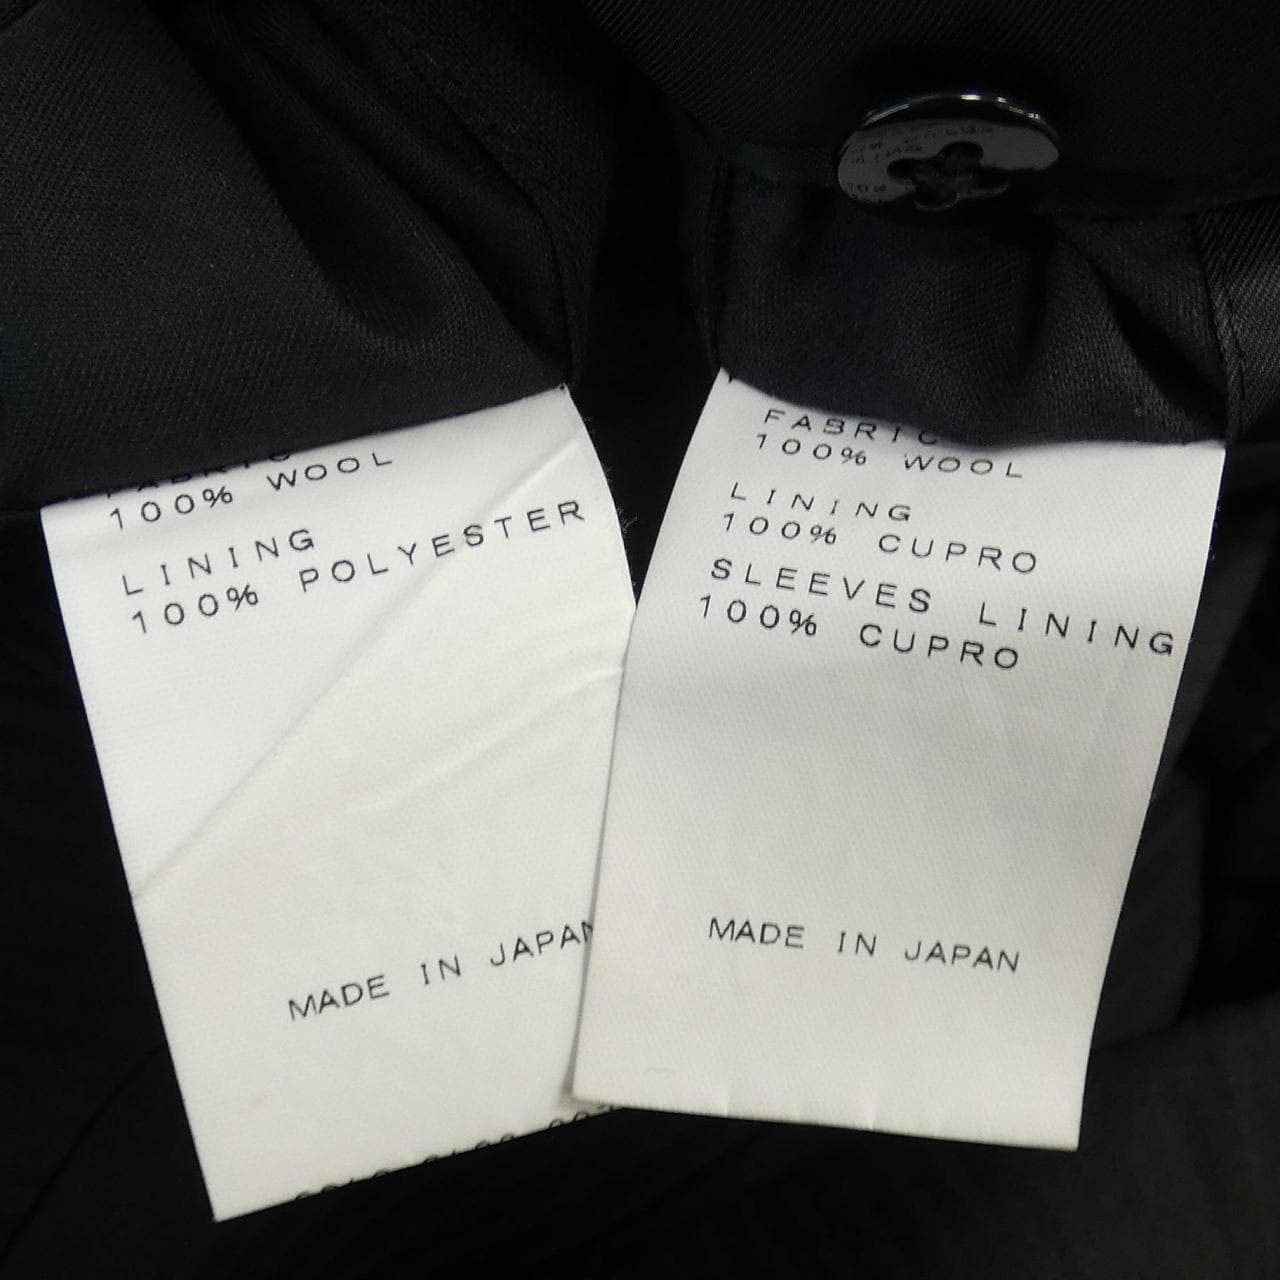 100% WOOL
LINING
100% POLYESTER
MADE IN JAPAN
FABRIC
100% WOOL
LINING
100% CUPRO
SLEEVES LINING
100% CUPRO
MADE IN JAPAN